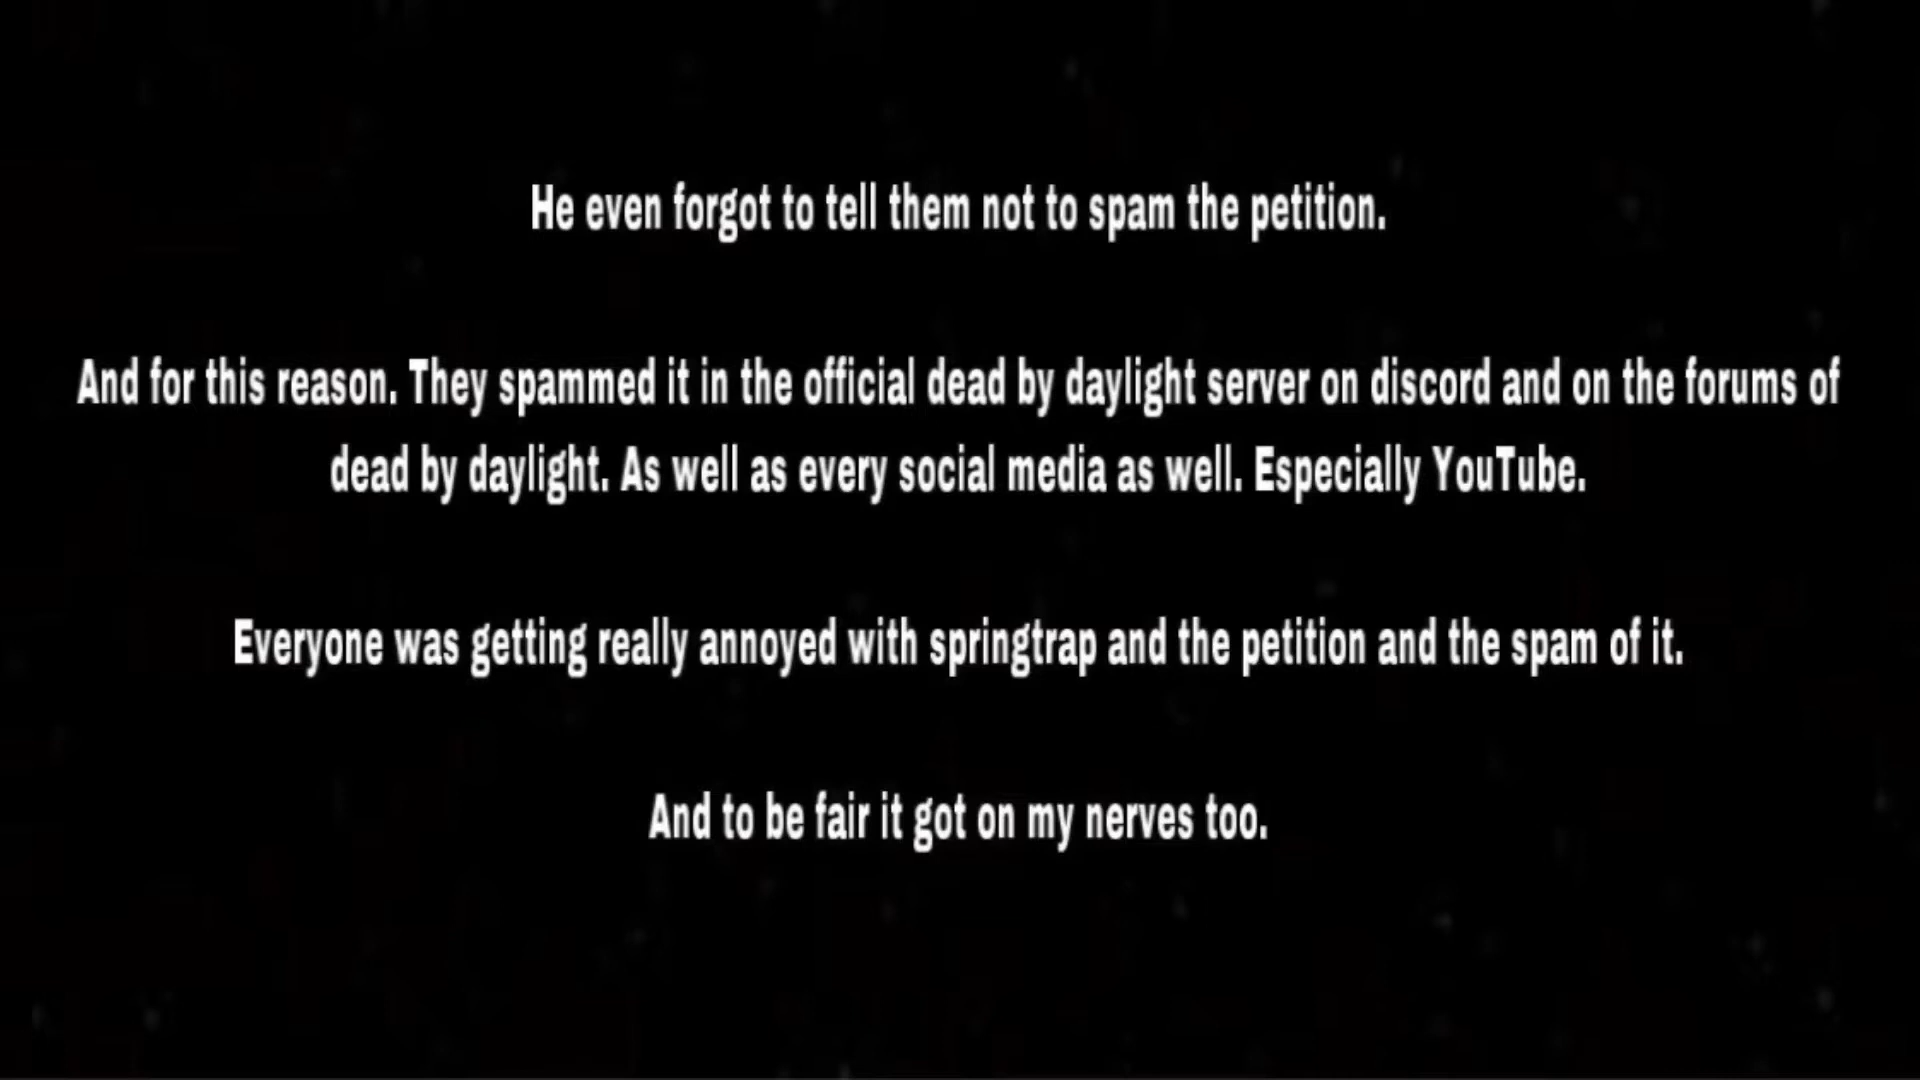 He even forgot to tell them not to spam the petition.
And for this reason. They spammed it in the official dead by daylight server on discord and on the forums of
dead by daylight. As well as every social media as well. Especially YouTube.
Everyone was getting really annoyed with springtrap and the petition and the spam of it.
And to be fair it got on my nerves too.